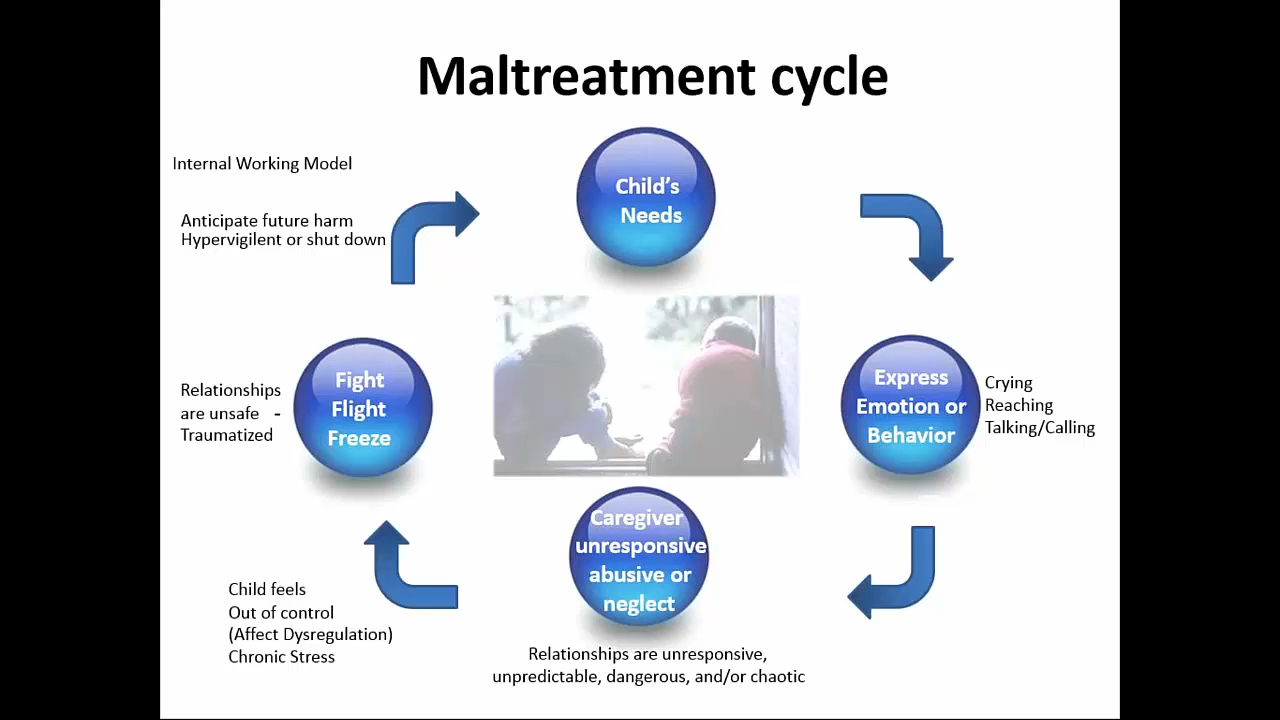 Maltreatment cycle
Internal Working Model
Anticipate future harm
Hypervigilent or shut down
Child's
Needs
Express
Emotion or
Behavior
Crying
Reaching
Talking/Calling
Caregiver
unresponsive
abusive or
neglect
Relationships are unresponsive,
unpredictable, dangerous, and/or chaotic
Child feels
Out of control
(Affect Dysregulation)
Chronic Stress
Fight
Flight
Freeze
Relationships
are unsafe -
Traumatized